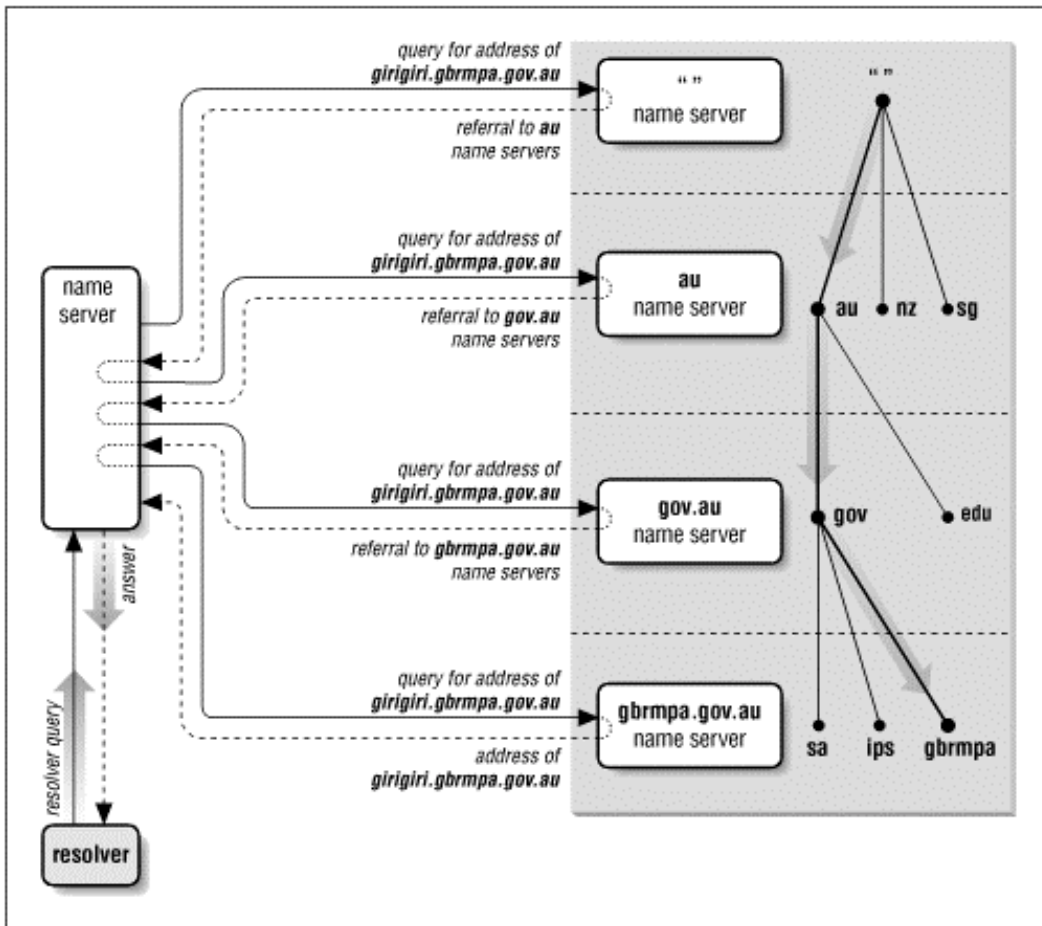 query for address of
girigiri.gbrmpa.gov.au
“ ”
name server
“ ”
referral to au
name servers
query for address of
girigiri.gbrmpa.gov.au
au
name server
name
server
referral to gov.au
name servers
au
nz
sg
query for address of
girigiri.gbrmpa.gov.au
gov.au
name server
gov
edu
referral to gbrmpa.gov.au
name servers
answer
resolver query
query for address of
girigiri.gbrmpa.gov.au
gbrmpa.gov.au
name server
sa
ips
gbrmpa
address of
girigiri.gbrmpa.gov.au
resolver